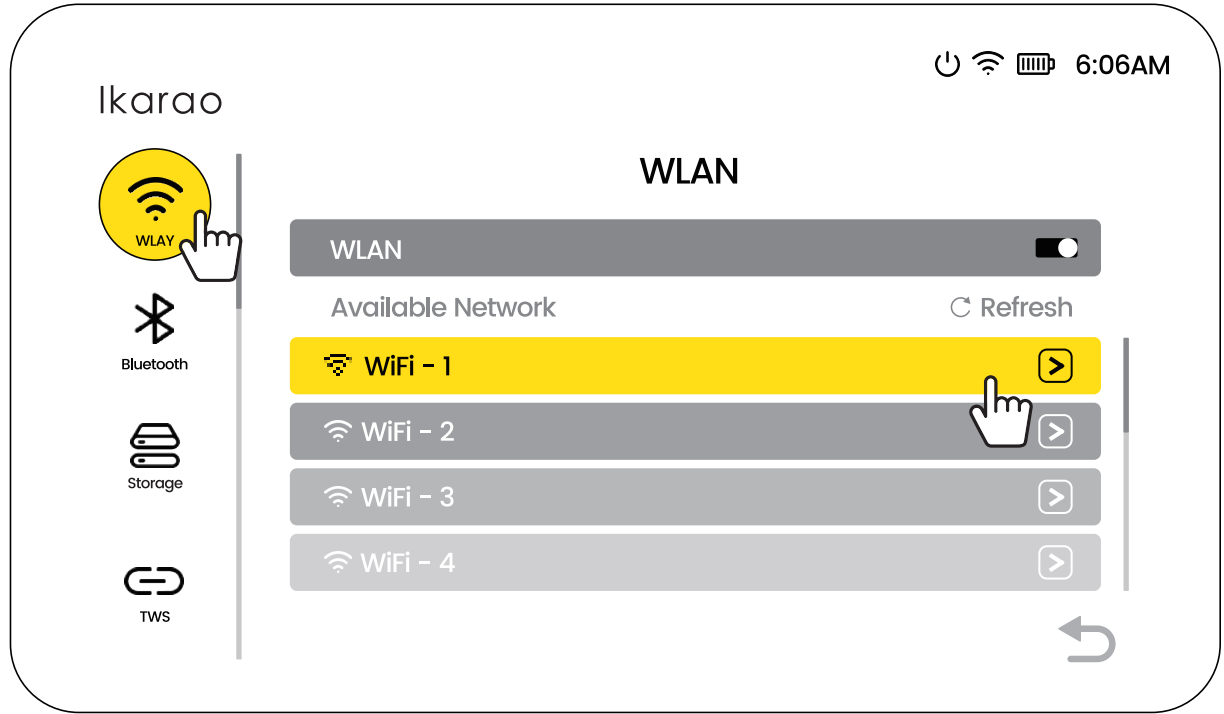 6:06AM
Ikarao
WLAN
WLAY
WLAN
Bluetooth
Available Network
Refresh
WiFi - 1
WiFi - 2
Storage
WiFi - 3
WiFi - 4
TWS